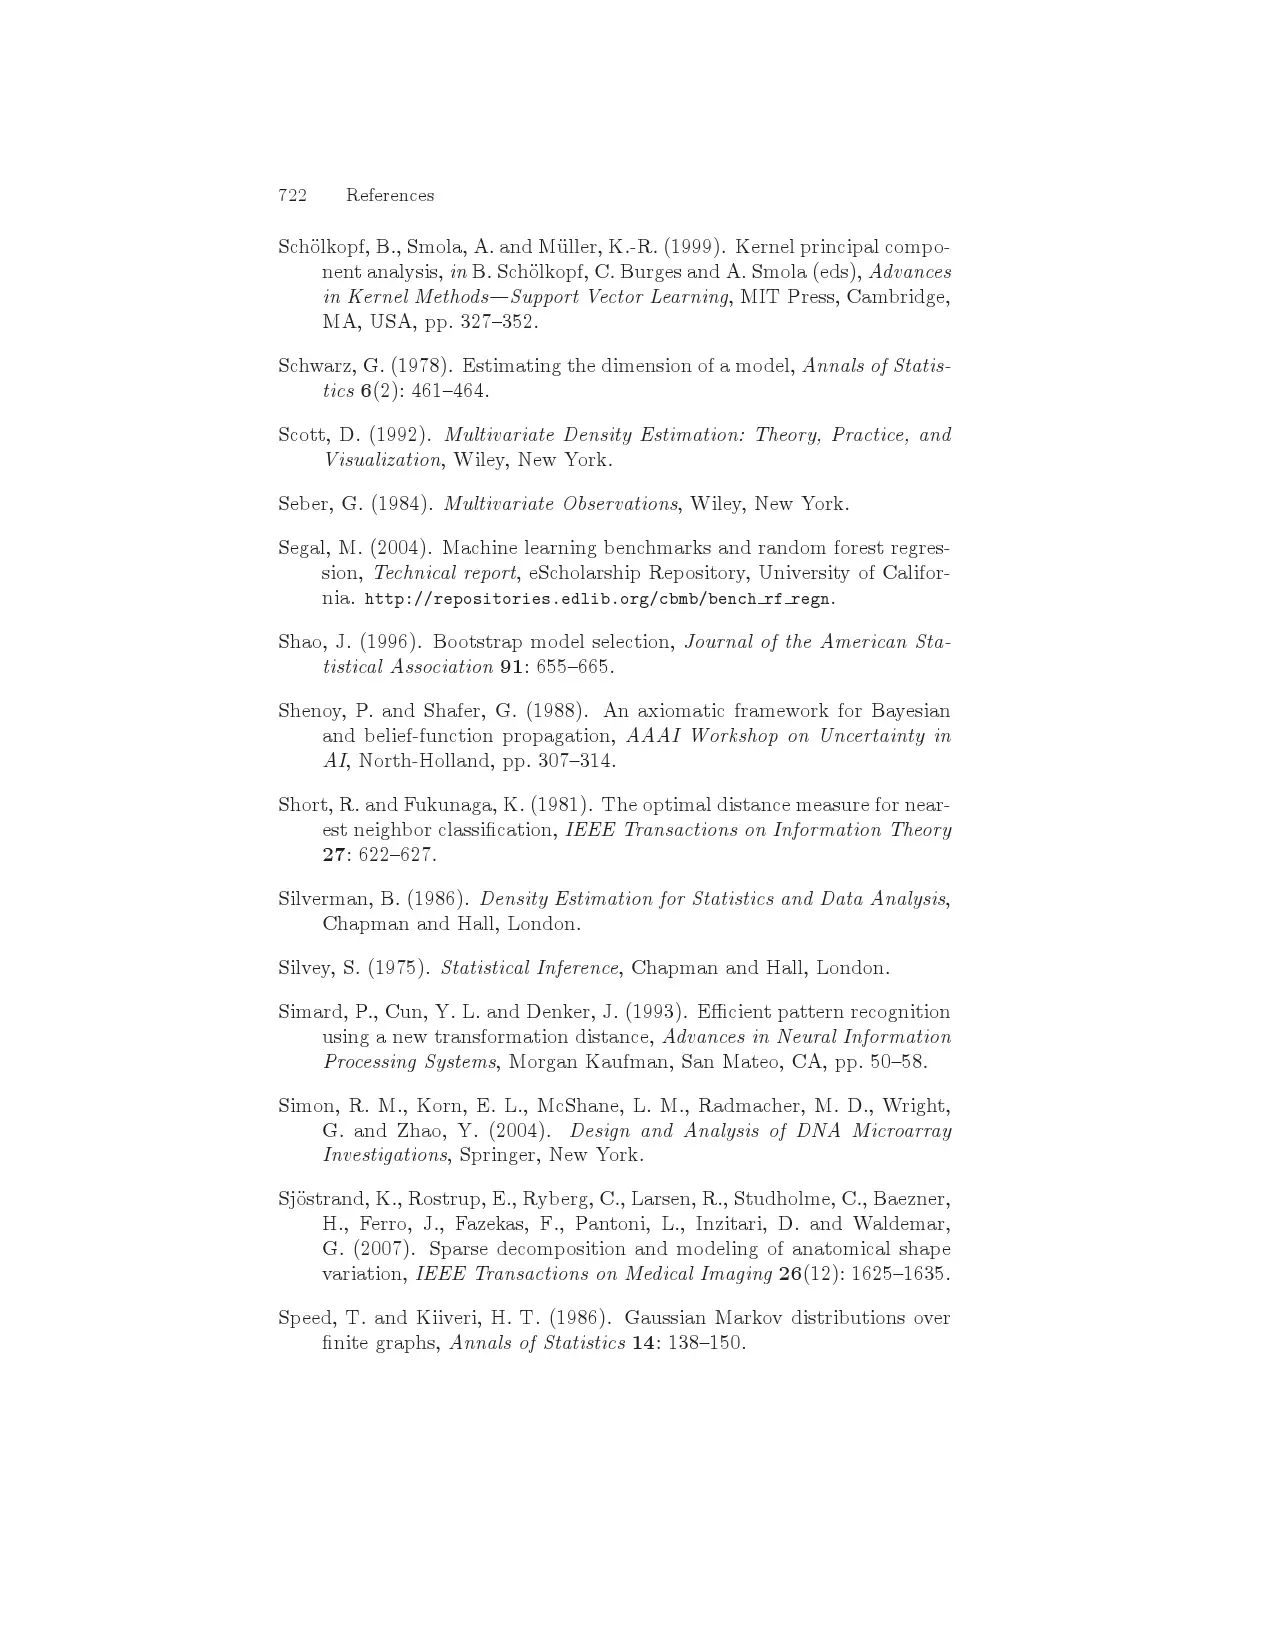 722 References
Schölkopf, B., Smola, A. and Müller, K.-R. (1999). Kernel principal compo-
nent analysis, in B. Schölkopf, C. Burges and A. Smola (eds), Advances
in Kernel Methods—Support Vector Learning, MIT Press, Cambridge,
MA, USA, pp. 327–352.
Schwarz, G. (1978). Estimating the dimension of a model, Annals of Statis-
tics 6(2): 461–464.
Scott, D. (1992). Multivariate Density Estimation: Theory, Practice, and
Visualization, Wiley, New York.
Seber, G. (1984). Multivariate Observations, Wiley, New York.
Segal, M. (2004). Machine learning benchmarks and random forest regres-
sion, Technical report, eScholarship Repository, University of Califor-
nia. http://repositories.edlib.org/cbmb/bench_rf_regn.
Shao, J. (1996). Bootstrap model selection, Journal of the American Sta-
tistical Association 91: 655–665.
Shenoy, P. and Shafer, G. (1988). An axiomatic framework for Bayesian
and belief-function propagation, AAAI Workshop on Uncertainty in
AI, North-Holland, pp. 307–314.
Short, R. and Fukunaga, K. (1981). The optimal distance measure for near-
est neighbor classification, IEEE Transactions on Information Theory
27: 622–627.
Silverman, B. (1986). Density Estimation for Statistics and Data Analysis,
Chapman and Hall, London.
Silvey, S. (1975). Statistical Inference, Chapman and Hall, London.
Simard, P., Cun, Y. L. and Denker, J. (1993). Efficient pattern recognition
using a new transformation distance, Advances in Neural Information
Processing Systems, Morgan Kaufman, San Mateo, CA, pp. 50–58.
Simon, R. M., Korn, E. L., McShane, L. M., Radmacher, M. D., Wright,
G. and Zhao, Y. (2004). Design and Analysis of DNA Microarray
Investigations, Springer, New York.
Sjöstrand, K., Rostrup, E., Ryberg, C., Larsen, R., Studholme, C., Baezner,
H., Ferro, J., Fazekas, F., Pantoni, L., Inzitari, D. and Waldemar,
G. (2007). Sparse decomposition and modeling of anatomical shape
variation, IEEE Transactions on Medical Imaging 26(12): 1625–1635.
Speed, T. and Kiiveri, H. T. (1986). Gaussian Markov distributions over
finite graphs, Annals of Statistics 14: 138–150.